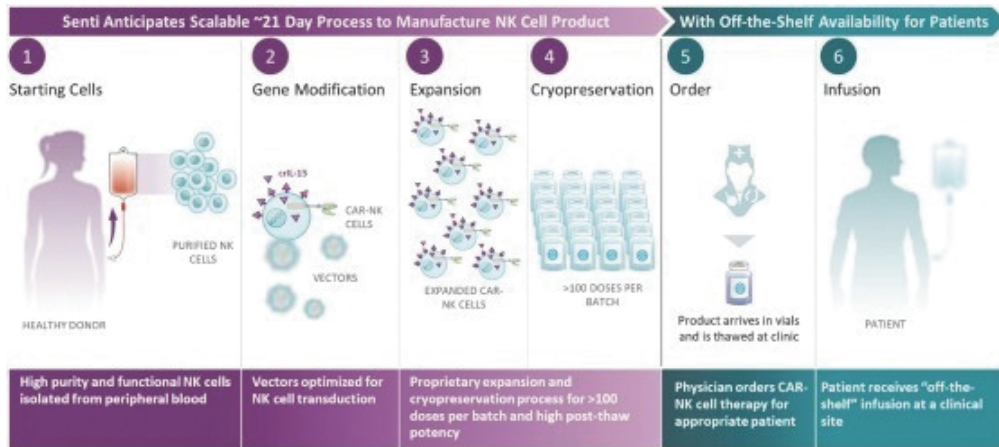 Senti Anticipates Scalable ~21 Day Process to Manufacture NK Cell Product
With Off-the-Shelf Availability for Patients
1
Starting Cells
PURIFIED NK
CELLS
HEALTHY DONOR
High purity and functional NK cells
isolated from peripheral blood
2
Gene Modification
crIL-15
CAR-NK
CELLS
VECTORS
Vectors optimized for
NK cell transduction
3
Expansion
EXPANDED CAR-
NK CELLS
4
Cryopreservation
>100 DOSES PER
BATCH
Proprietary expansion and
cryopreservation process for >100
doses per batch and high post-thaw
potency
5
Order
Product arrives in vials
and is thawed at clinic
Physician orders CAR-
NK cell therapy for
appropriate patient
6
Infusion
PATIENT
Patient receives "off-the-
shelf" infusion at a clinical
site